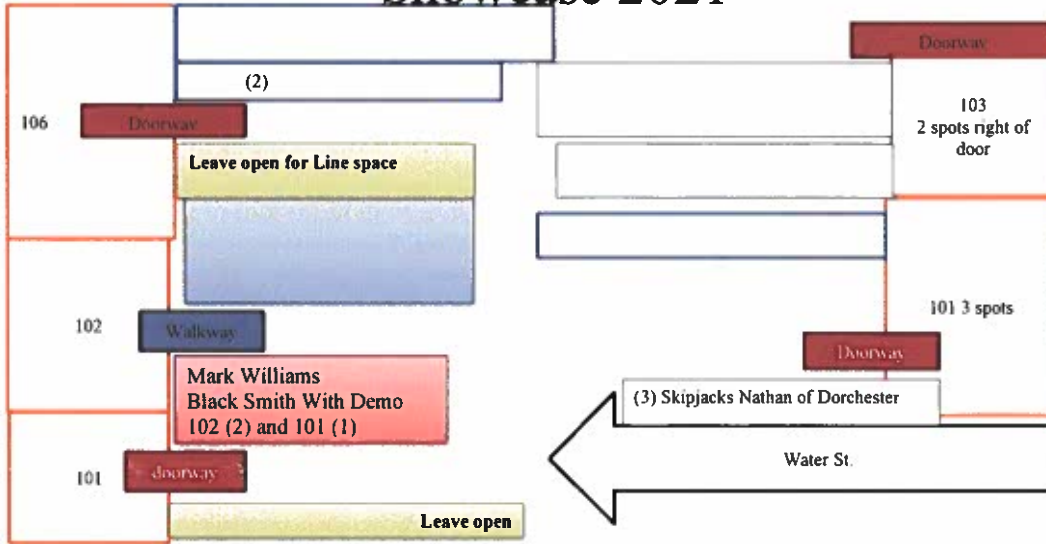 Showcase 2021
Doorway
(2)
103
2 spots right of
door
106
Doorway
Leave open for Line space
101 3 spots
102
Walkway
Doorway
Mark Williams
Black Smith With Demo
102 (2) and 101 (1)
(3) Skipjacks Nathan of Dorchester
Water St.
101
doorway
Leave open